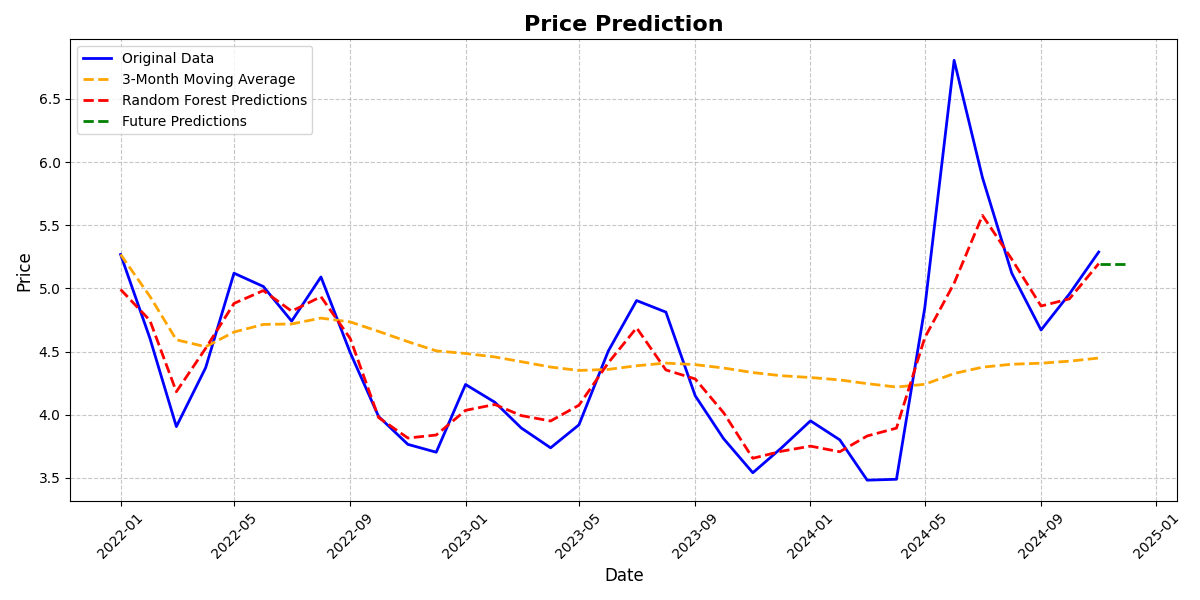 Price Prediction
Original Data
3-Month Moving Average
Random Forest Predictions
Future Predictions
Price
6.5
6.0
5.5
5.0
4.5
4.0
3.5
2022-01
2022-05
2022-09
2023-01
2023-05
2023-09
2024-01
2024-05
2024-09
2025-01
Date